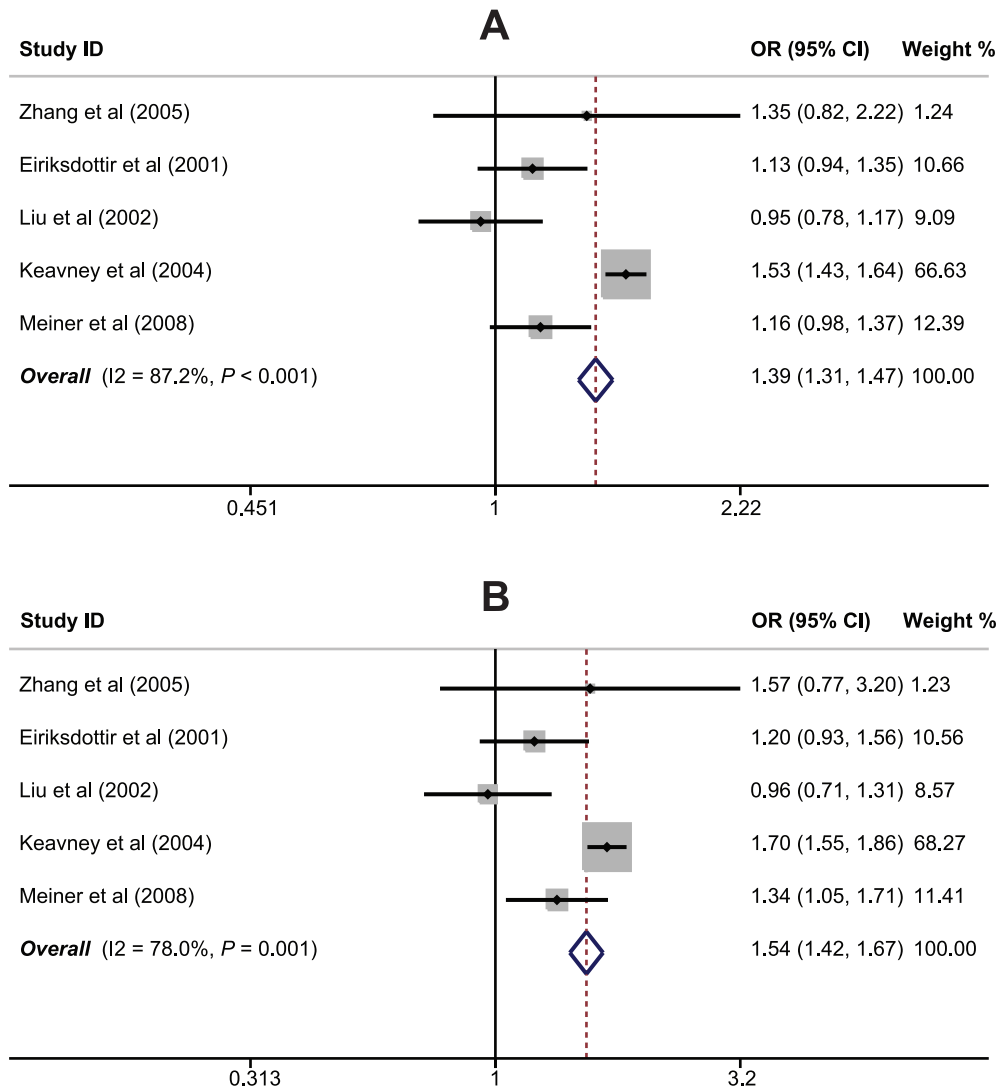 A
Study ID OR (95% CI) Weight %
Zhang et al (2005) 1.35 (0.82, 2.22) 1.24
Eiriksdottir et al (2001) 1.13 (0.94, 1.35) 10.66
Liu et al (2002) 0.95 (0.78, 1.17) 9.09
Keavney et al (2004) 1.53 (1.43, 1.64) 66.63
Meiner et al (2008) 1.16 (0.98, 1.37) 12.39
Overall (I2 = 87.2%, P < 0.001) 1.39 (1.31, 1.47) 100.00
0.451 1 2.22
B
Study ID OR (95% CI) Weight %
Zhang et al (2005) 1.57 (0.77, 3.20) 1.23
Eiriksdottir et al (2001) 1.20 (0.93, 1.56) 10.56
Liu et al (2002) 0.96 (0.71, 1.31) 8.57
Keavney et al (2004) 1.70 (1.55, 1.86) 68.27
Meiner et al (2008) 1.34 (1.05, 1.71) 11.41
Overall (I2 = 78.0%, P = 0.001) 1.54 (1.42, 1.67) 100.00
0.313 1 3.2